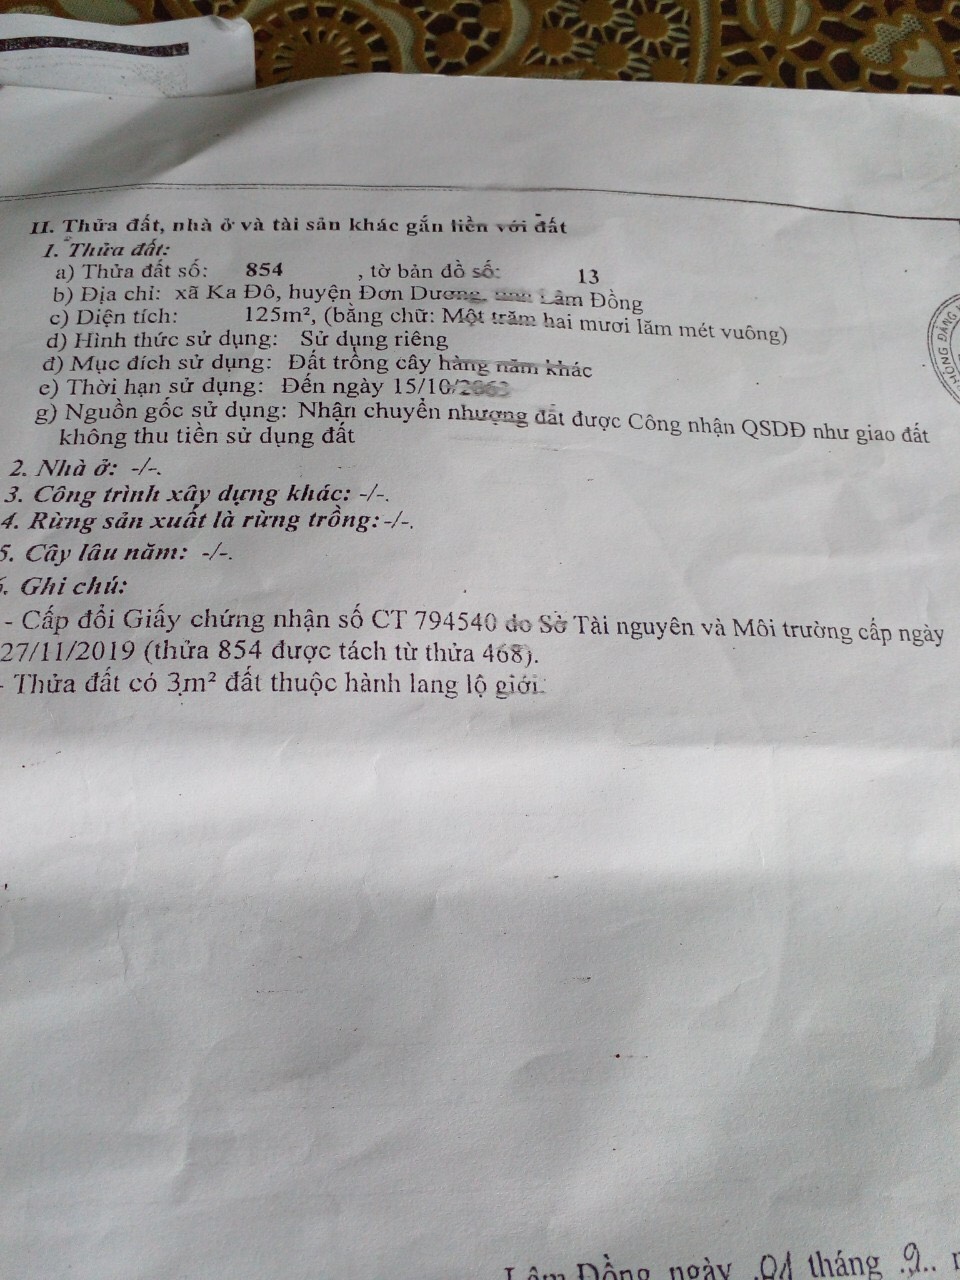 II. Thửa đất, nhà ở và tài sản khác gắn liền với đất
1. Thửa đất:
a) Thửa đất số: 854 , tờ bản đồ số: 13
b) Địa chỉ: xã Ka Đô, huyện Đơn Dương, tỉnh Lâm Đồng
c) Diện tích: 125m², (bằng chữ: Một trăm hai mươi lăm mét vuông)
d) Hình thức sử dụng: Sử dụng riêng
đ) Mục đích sử dụng: Đất trồng cây hàng năm khác
e) Thời hạn sử dụng: Đến ngày 15/10/2063
g) Nguồn gốc sử dụng: Nhận chuyển nhượng đất được Công nhận QSDĐ như giao đất
không thu tiền sử dụng đất
2. Nhà ở: -/-.
3. Công trình xây dựng khác: -/-.
4. Rừng sản xuất là rừng trồng: -/-.
5. Cây lâu năm: -/-.
6. Ghi chú:
- Cấp đổi Giấy chứng nhận số CT 794540 do Sở Tài nguyên và Môi trường cấp ngày
27/11/2019 (thửa 854 được tách từ thửa 468).
- Thửa đất có 3m² đất thuộc hành lang lộ giới.
Lâm Đồng, ngày 01 tháng 9